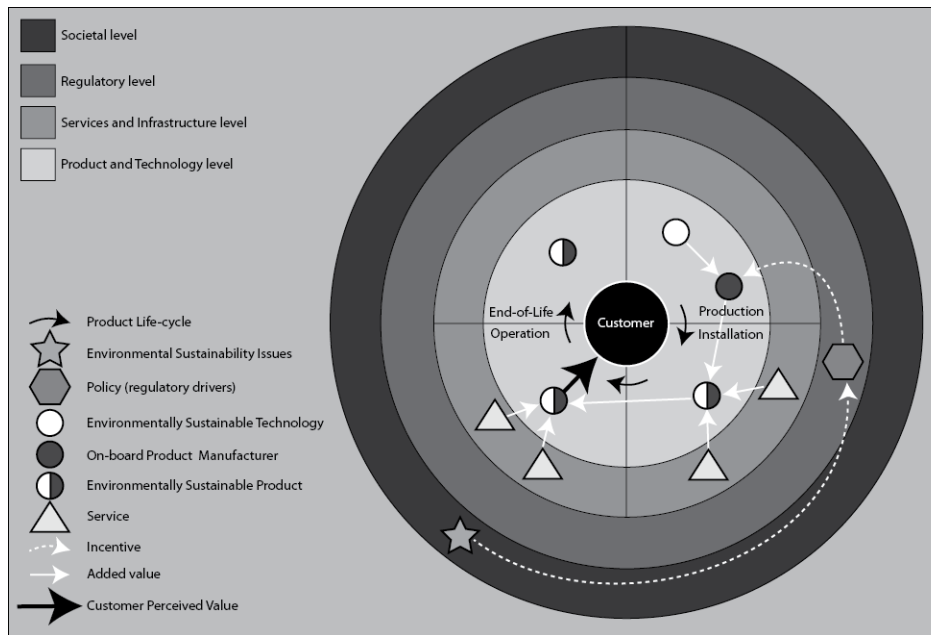 Societal level
Regulatory level
Services and Infrastructure level
Product and Technology level
Product Life-cycle
Environmental Sustainability Issues
Policy (regulatory drivers)
Environmentally Sustainable Technology
On-board Product Manufacturer
Environmentally Sustainable Product
Service
Incentive
Added value
Customer Perceived Value
End-of-Life
Operation
Customer
Production
Installation